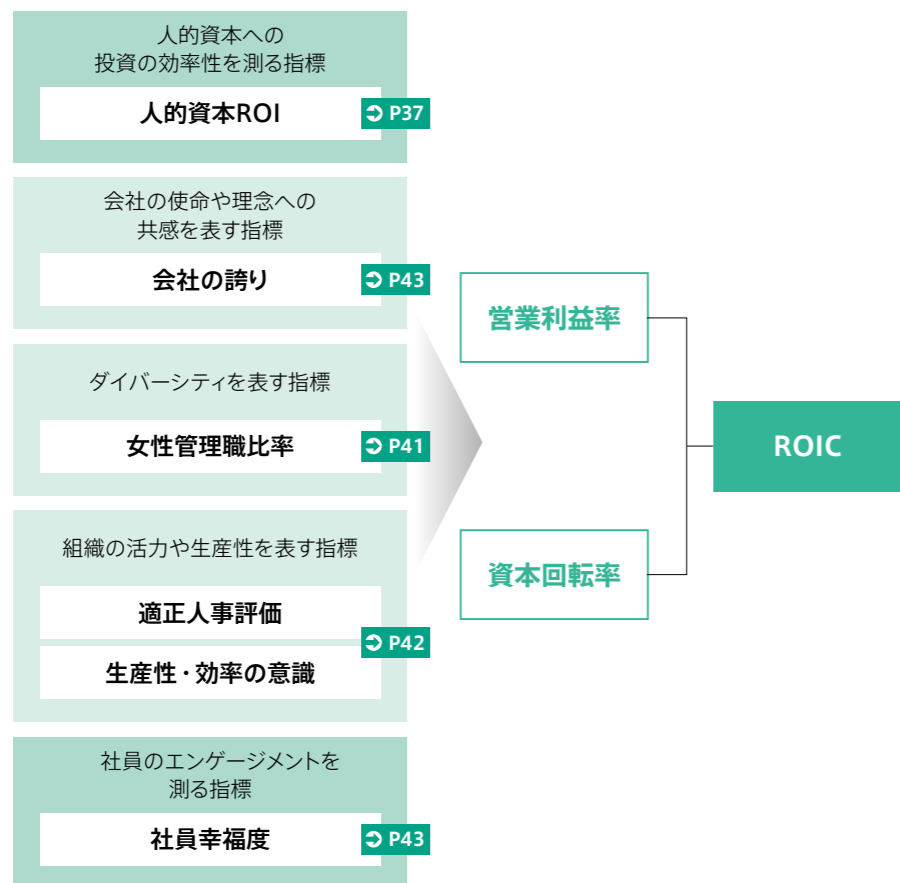 人的資本への
投資の効率性を測る指標
人的資本ROI
➲ P37
会社の使命や理念への
共感を表す指標
会社の誇り
➲ P43
ダイバーシティを表す指標
女性管理職比率
➲ P41
組織の活力や生産性を表す指標
適正人事評価
生産性・効率の意識
➲ P42
社員のエンゲージメントを
測る指標
社員幸福度
➲ P43
営業利益率
資本回転率
ROIC